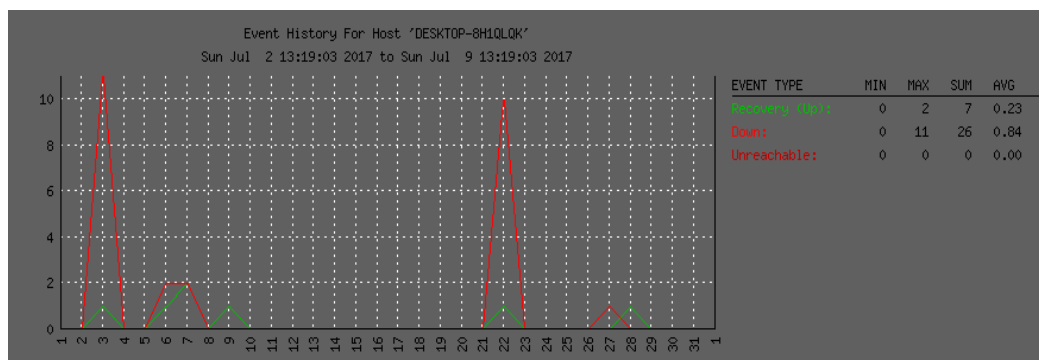 Event History For Host 'DESKTOP-8H1QLQK'
Sun Jul  2 13:19:03 2017 to Sun Jul  9 13:19:03 2017
EVENT TYPE MIN MAX SUM AVG
Recovery (Up): 0 2 7 0.23
Down: 0 11 26 0.84
Unreachable: 0 0 0 0.00
10
8
6
4
2
0
1 2 3 4 5 6 7 8 9 10 11 12 13 14 15 16 17 18 19 20 21 22 23 24 25 26 27 28 29 30 31 1